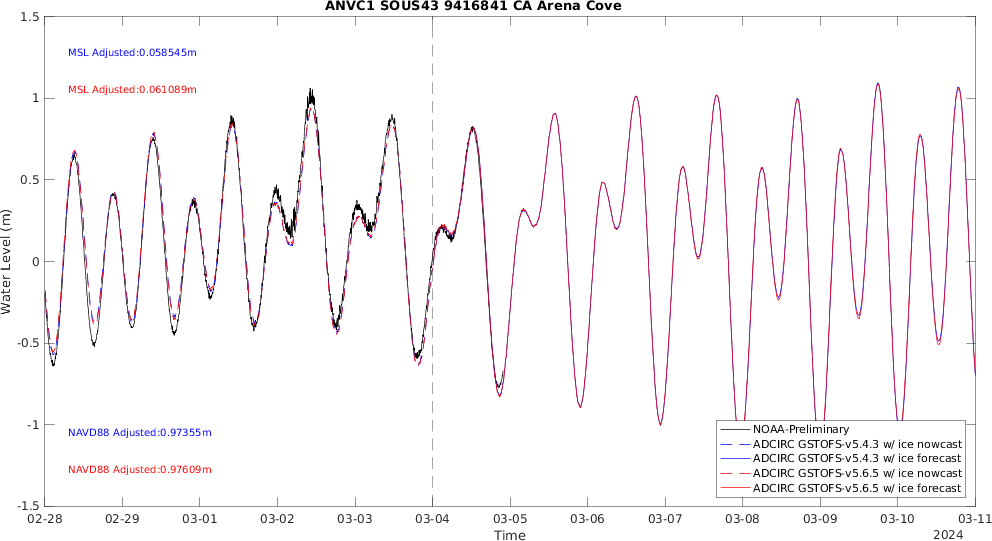 ANVC1 SOUS43 9416841 CA Arena Cove
1.5
MSL Adjusted:0.058545m
MSL Adjusted:0.061089m
1
0.5
Water Level (m)
0
-0.5
-1
NAVD88 Adjusted:0.97355m
NAVD88 Adjusted:0.97609m
-1.5
NOAA-Preliminary
ADCIRC GSTOFS-v5.4.3 w/ ice nowcast
ADCIRC GSTOFS-v5.4.3 w/ ice forecast
ADCIRC GSTOFS-v5.6.5 w/ ice nowcast
ADCIRC GSTOFS-v5.6.5 w/ ice forecast
02-28 02-29 03-01 03-02 03-03 03-04 03-05 03-06 03-07 03-08 03-09 03-10 03-11
Time
2024